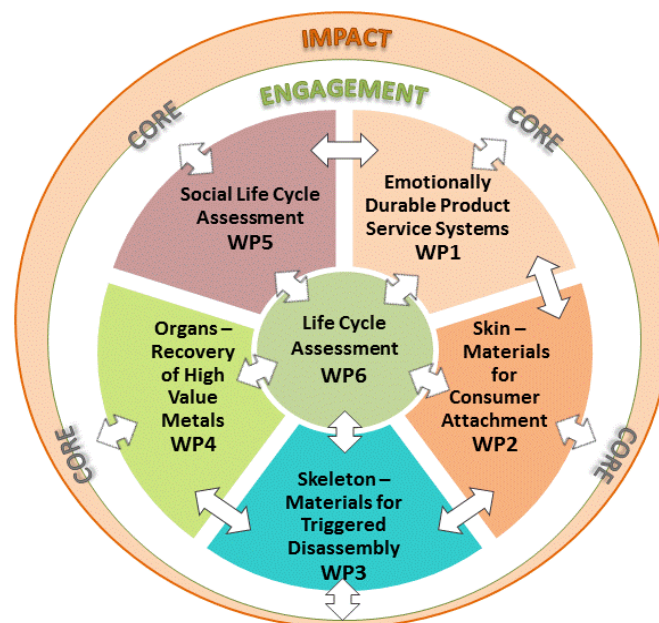 IMPACT
ENGAGEMENT
CORE
CORE
Social Life Cycle
Assessment
WP5
Emotionally
Durable Product
Service Systems
WP1
Organs –
Recovery
of High
Value
Metals
WP4
Life Cycle
Assessment
WP6
Skin –
Materials
for
Consumer
Attachment
WP2
CORE
CORE
Skeleton –
Materials for
Triggered
Disassembly
WP3